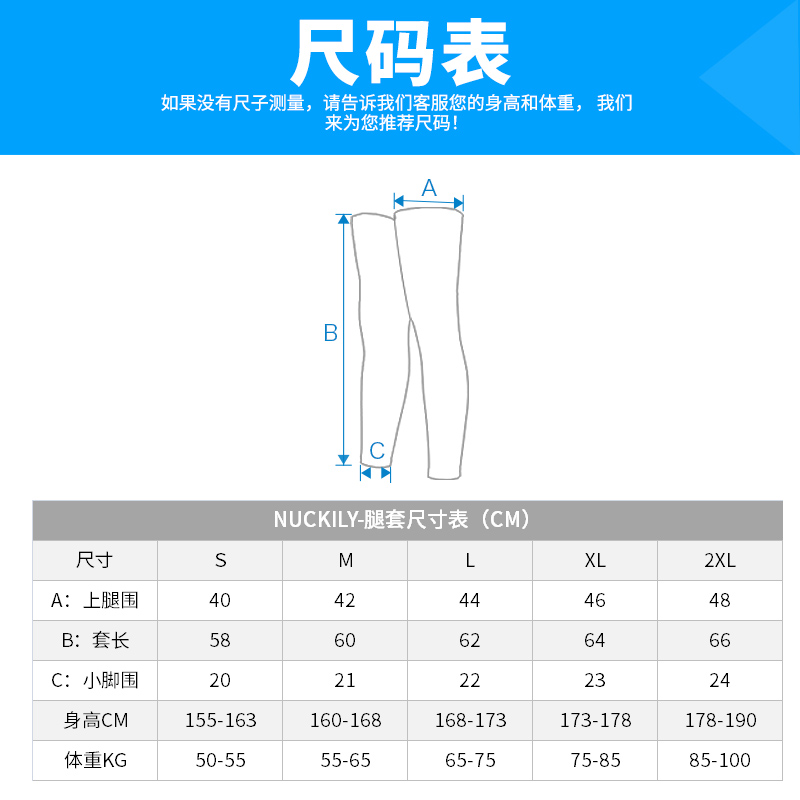 尺码表
如果没有尺子测量，请告诉我们客服您的身高和体重， 我们
来为您推荐尺码！
A
B
C
NUCKILY-腿套尺寸表（CM）
尺寸 S M L XL 2XL
A：上腿围 40 42 44 46 48
B：套长 58 60 62 64 66
C：小脚围 20 21 22 23 24
身高CM 155-163 160-168 168-173 173-178 178-190
体重KG 50-55 55-65 65-75 75-85 85-100